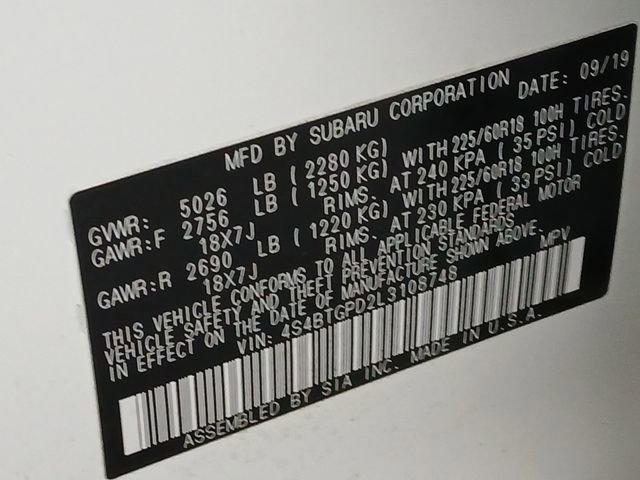 MFD BY SUBARU CORPORATION DATE: 09/19
GVWR: 5026 LB ( 2280 KG)
GAWR:F 2756 LB ( 1250 KG) WITH 225/60R18 100H TIRES.
18X7J RIMS. AT 240 KPA ( 35 PSI) COLD
GAWR:R 2690 LB ( 1220 KG) WITH 225/60R18 100H TIRES.
18X7J RIMS. AT 230 KPA ( 33 PSI) COLD
THIS VEHICLE CONFORMS TO ALL APPLICABLE FEDERAL MOTOR
VEHICLE SAFETY AND THEFT PREVENTION STANDARDS
IN EFFECT ON THE DATE OF MANUFACTURE SHOWN ABOVE.
VIN: 4S4BTGPD2L3108748 MPV
ASSEMBLED BY SIA INC. MADE IN U.S.A.